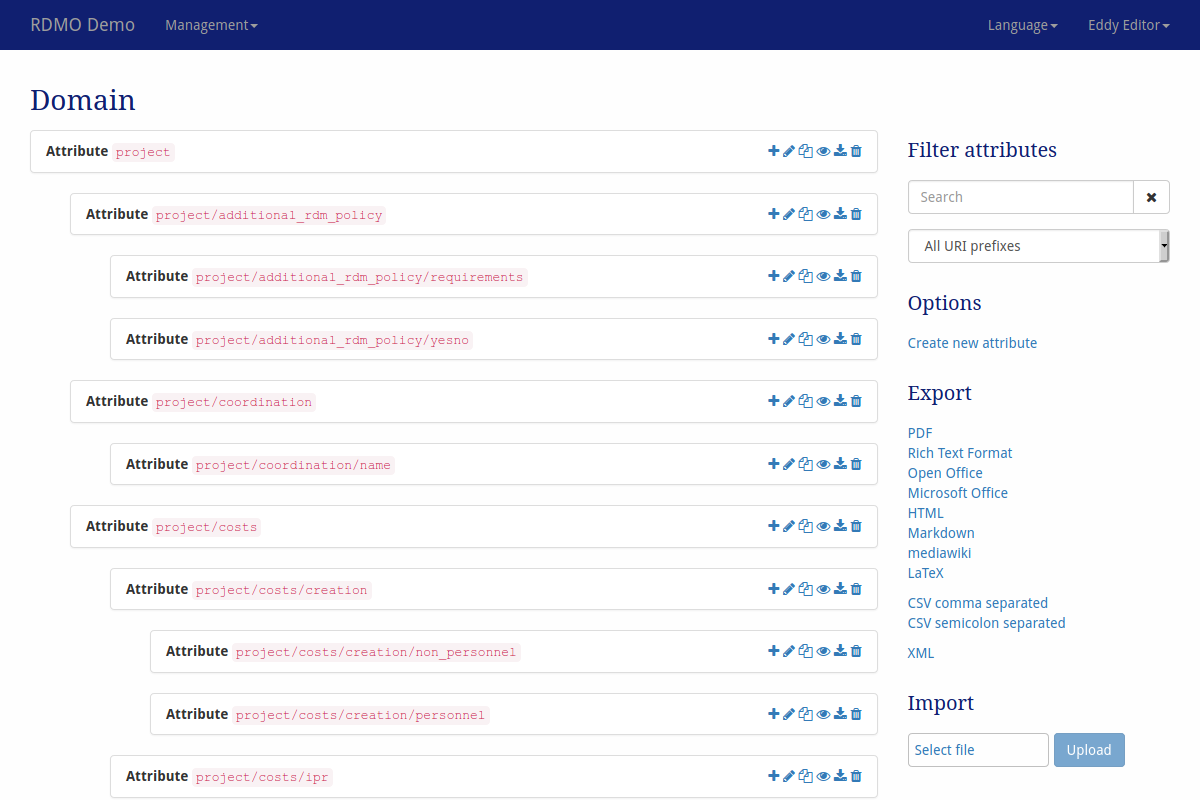 RDMO Demo Management Language Eddy Editor
Domain
Attribute project
Attribute project/additional_rdm_policy
Attribute project/additional_rdm_policy/requirements
Attribute project/additional_rdm_policy/yesno
Attribute project/coordination
Attribute project/coordination/name
Attribute project/costs
Attribute project/costs/creation
Attribute project/costs/creation/non_personnel
Attribute project/costs/creation/personnel
Attribute project/costs/ipr
Filter attributes
Search
All URI prefixes
Options
Create new attribute
Export
PDF
Rich Text Format
Open Office
Microsoft Office
HTML
Markdown
mediawiki
LaTeX
CSV comma separated
CSV semicolon separated
XML
Import
Select file Upload